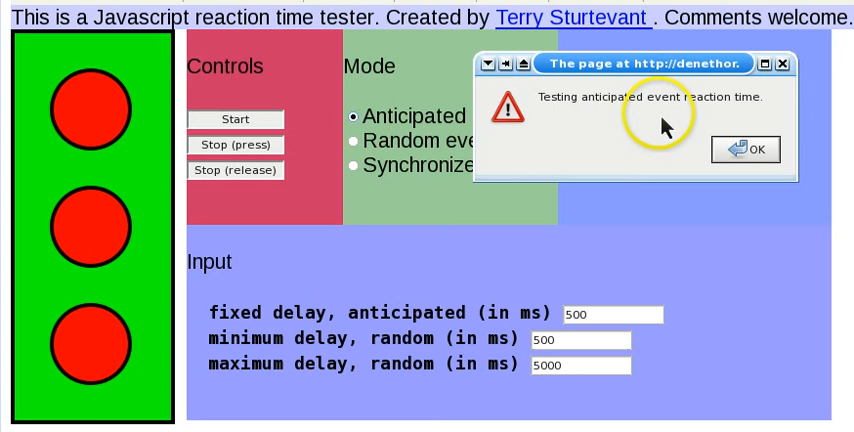 This is a Javascript reaction time tester. Created by Terry Sturtevant . Comments welcome.
Controls
Start
Stop (press)
Stop (release)
Mode
Anticipated
Random eve
Synchronize
The page at http://denethor.
Testing anticipated event reaction time.
OK
Input
fixed delay, anticipated (in ms) 500
minimum delay, random (in ms) 500
maximum delay, random (in ms) 5000